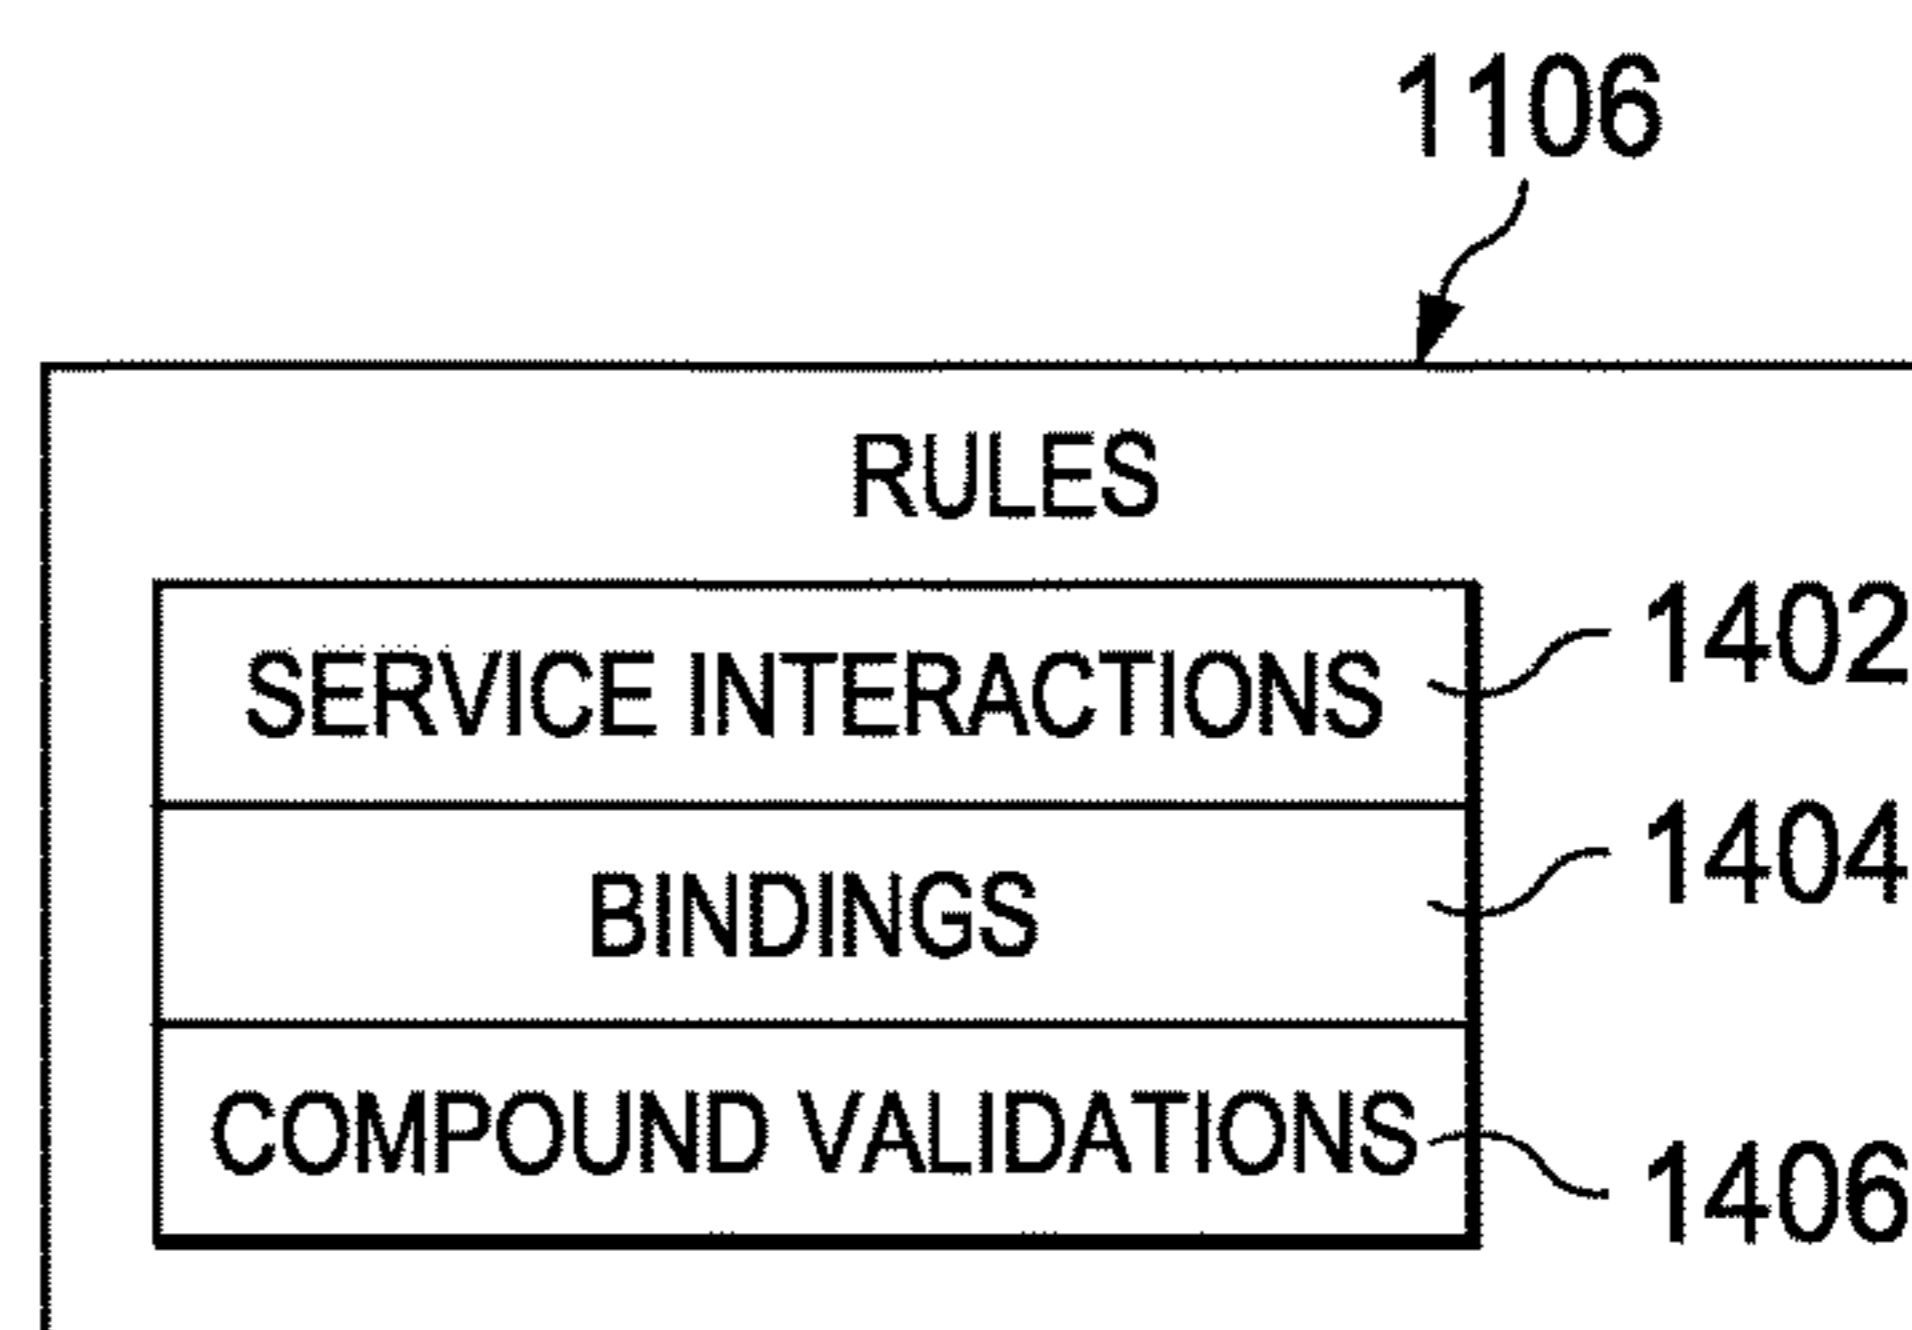 1106
RULES
SERVICE INTERACTIONS 1402
BINDINGS 1404
COMPOUND VALIDATIONS 1406